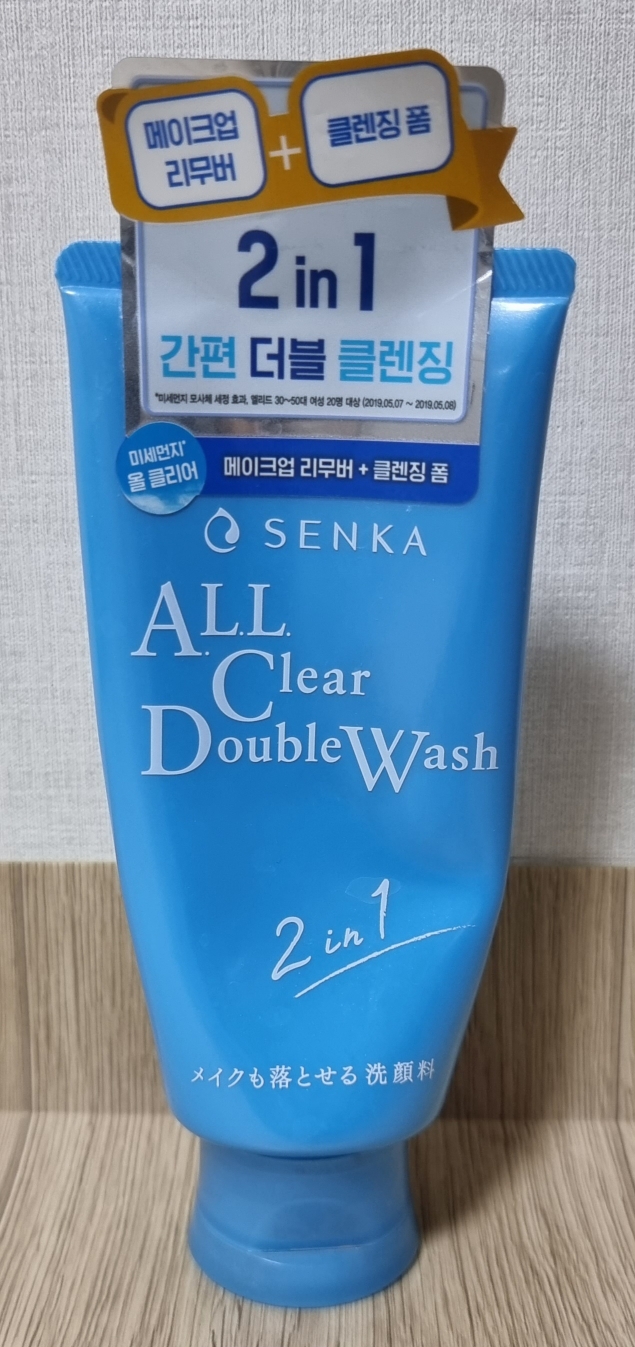 메이크업
리무버
+
클렌징 폼
2 in 1
간편 더블 클렌징
*미세먼지 모사체 세정 효과, 엘리드 30~50대 여성 20명 대상 (2019.05.07 ~ 2019.05.08)
미세먼지*
올 클리어
메이크업 리무버 + 클렌징 폼
SENKA
A.L.L.
Clear
Double Wash
2 in 1
メイクも落とせる洗顔料